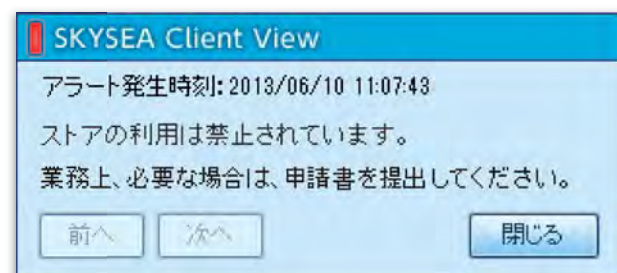 SKYSEA Client View
アラート発生時刻: 2013/06/10 11:07:43
ストアの利用は禁止されています。
業務上、必要な場合は、申請書を提出してください。
前へ 次へ 閉じる